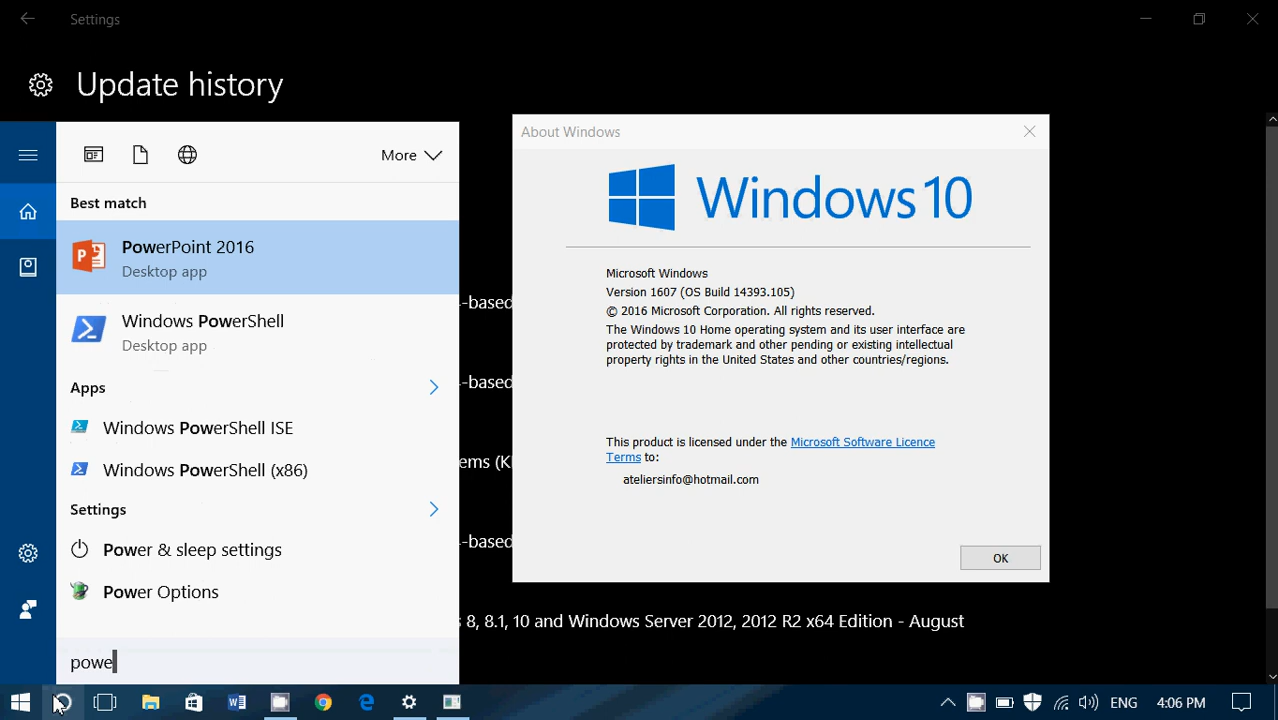 Settings
Update history
More
Best match
PowerPoint 2016
Desktop app
Windows PowerShell
Desktop app
Apps
Windows PowerShell ISE
Windows PowerShell (x86)
Settings
Power & sleep settings
Power Options
powe
-based
-based
ems (K
-based
8, 8.1, 10 and Windows Server 2012, 2012 R2 x64 Edition - August
About Windows
Windows 10
Microsoft Windows
Version 1607 (OS Build 14393.105)
© 2016 Microsoft Corporation. All rights reserved.
The Windows 10 Home operating system and its user interface are
protected by trademark and other pending or existing intellectual
property rights in the United States and other countries/regions.
This product is licensed under the Microsoft Software Licence
Terms to:
ateliersinfo@hotmail.com
OK
ENG
4:06 PM